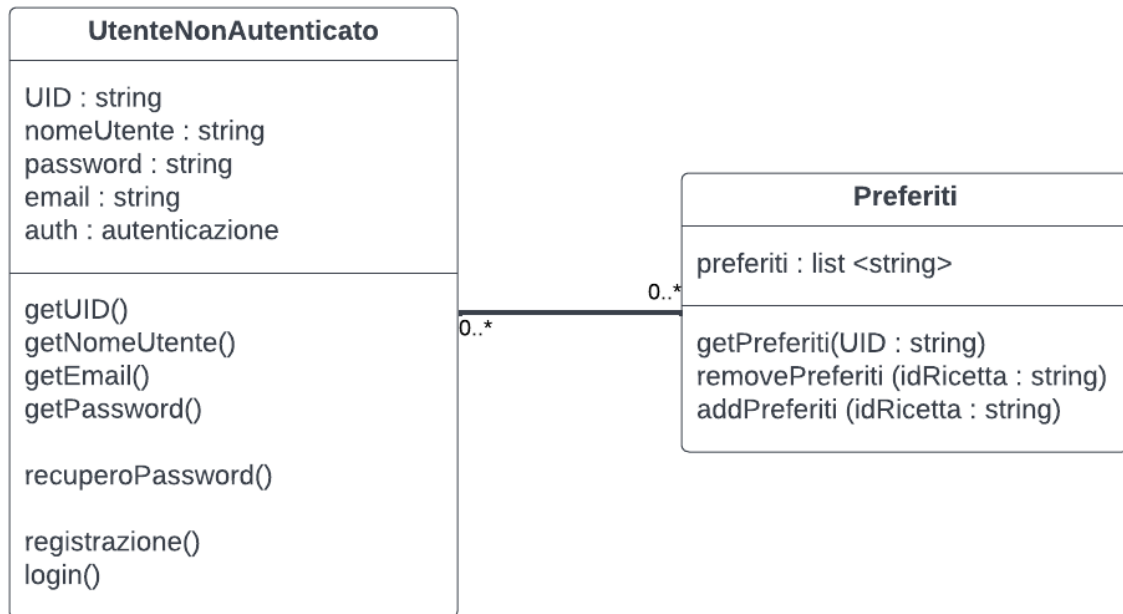 UtenteNonAutenticato
UID : string
nomeUtente : string
password : string
email : string
auth : autenticazione
getUID()
getNomeUtente()
getEmail()
getPassword()
recuperoPassword()
registrazione()
login()
0..*
0..*
Preferiti
preferiti : list <string>
getPreferiti(UID : string)
removePreferiti (idRicetta : string)
addPreferiti (idRicetta : string)